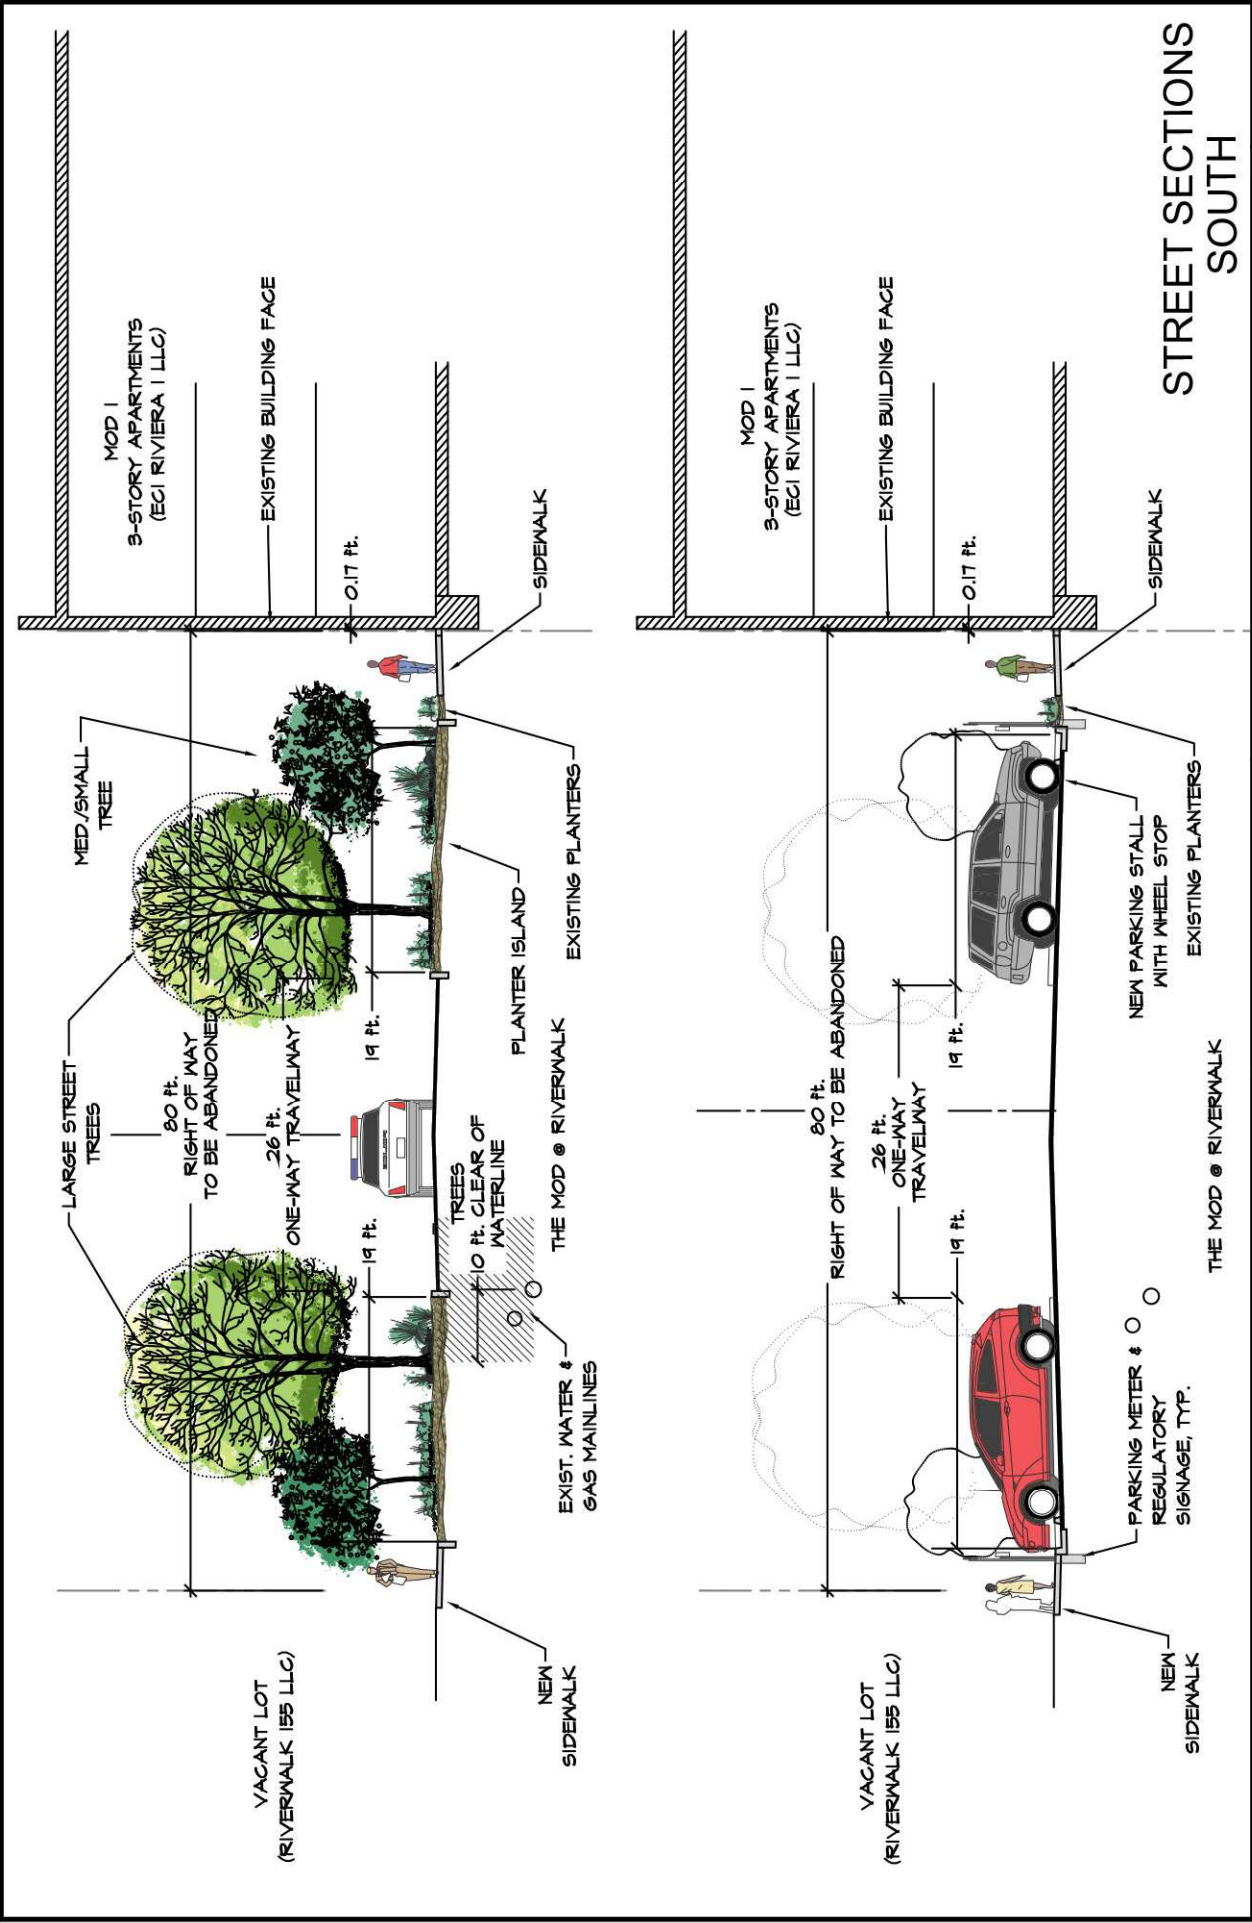 LARGE STREET
TREES
MED./SMALL
TREE
MOD 1
3-STORY APARTMENTS
(ECI RIVIERA 1 LLC)
80 ft.
RIGHT OF WAY
TO BE ABANDONED
VACANT LOT
(RIVERWALK 155 LLC)
26 ft.
ONE-WAY TRAVELWAY
EXISTING BUILDING FACE
19 ft.
19 ft.
0.17 ft.
TREES
10 ft. CLEAR OF
WATERLINE
NEW
SIDEWALK
EXIST. WATER &
GAS MAINLINES
THE MOD @ RIVERWALK
PLANTER ISLAND
EXISTING PLANTERS
SIDEWALK
MOD 1
3-STORY APARTMENTS
(ECI RIVIERA 1 LLC)
80 ft.
RIGHT OF WAY TO BE ABANDONED
VACANT LOT
(RIVERWALK 155 LLC)
26 ft.
ONE-WAY
TRAVELWAY
EXISTING BUILDING FACE
19 ft.
19 ft.
0.17 ft.
NEW
SIDEWALK
PARKING METER &
REGULATORY
SIGNAGE, TYP.
THE MOD @ RIVERWALK
NEW PARKING STALL
WITH WHEEL STOP
EXISTING PLANTERS
SIDEWALK
STREET SECTIONS
SOUTH